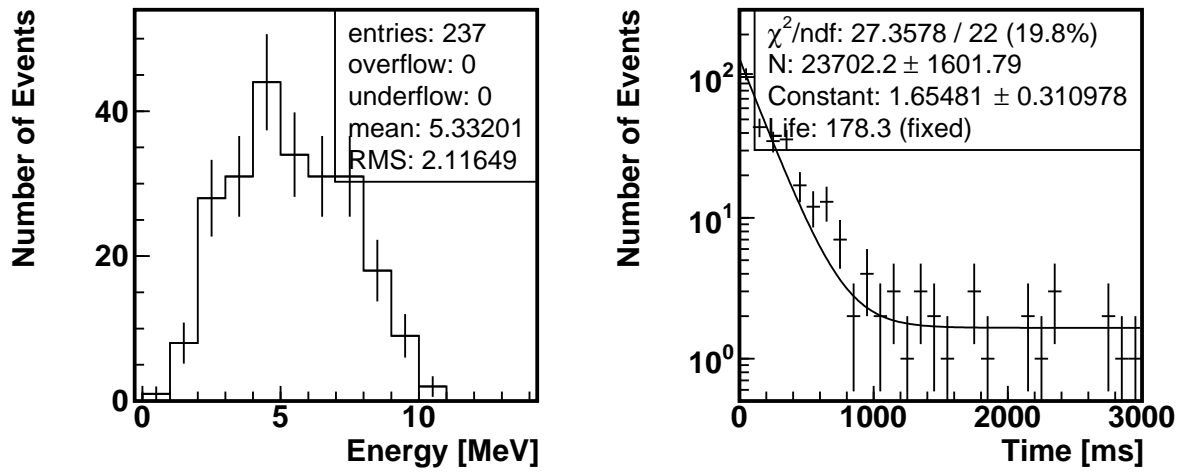 Number of Events
40
20
0
0
5
10
Energy [MeV]
entries: 237
overflow: 0
underflow: 0
mean: 5.33201
RMS: 2.11649
Number of Events
10²
10¹
10⁰
0
1000
2000
3000
Time [ms]
χ²/ndf: 27.3578 / 22 (19.8%)
N: 23702.2 ± 1601.79
Constant: 1.65481 ± 0.310978
Life: 178.3 (fixed)